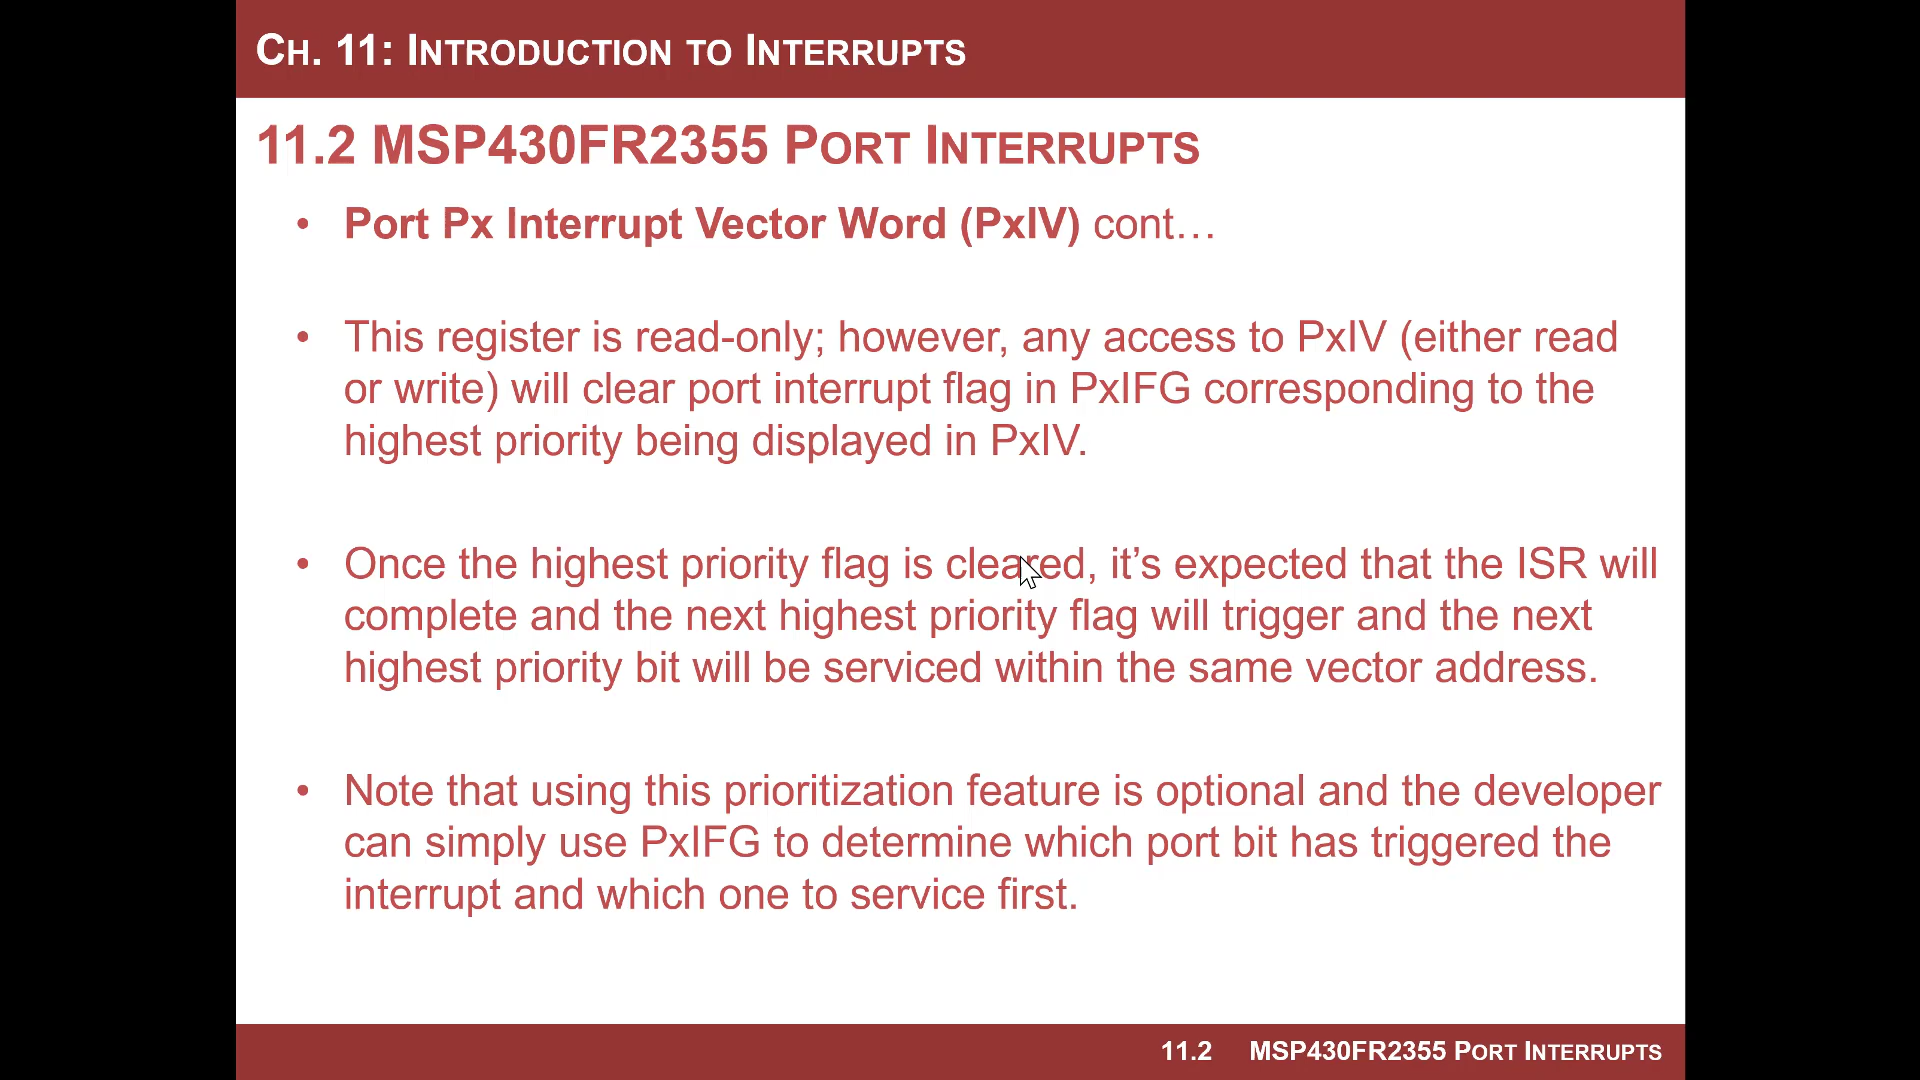 CH. 11: INTRODUCTION TO INTERRUPTS
11.2 MSP430FR2355 PORT INTERRUPTS
• Port Px Interrupt Vector Word (PxIV) cont…
• This register is read-only; however, any access to PxIV (either read
or write) will clear port interrupt flag in PxIFG corresponding to the
highest priority being displayed in PxIV.
• Once the highest priority flag is cleared, it’s expected that the ISR will
complete and the next highest priority flag will trigger and the next
highest priority bit will be serviced within the same vector address.
• Note that using this prioritization feature is optional and the developer
can simply use PxIFG to determine which port bit has triggered the
interrupt and which one to service first.
11.2 MSP430FR2355 PORT INTERRUPTS